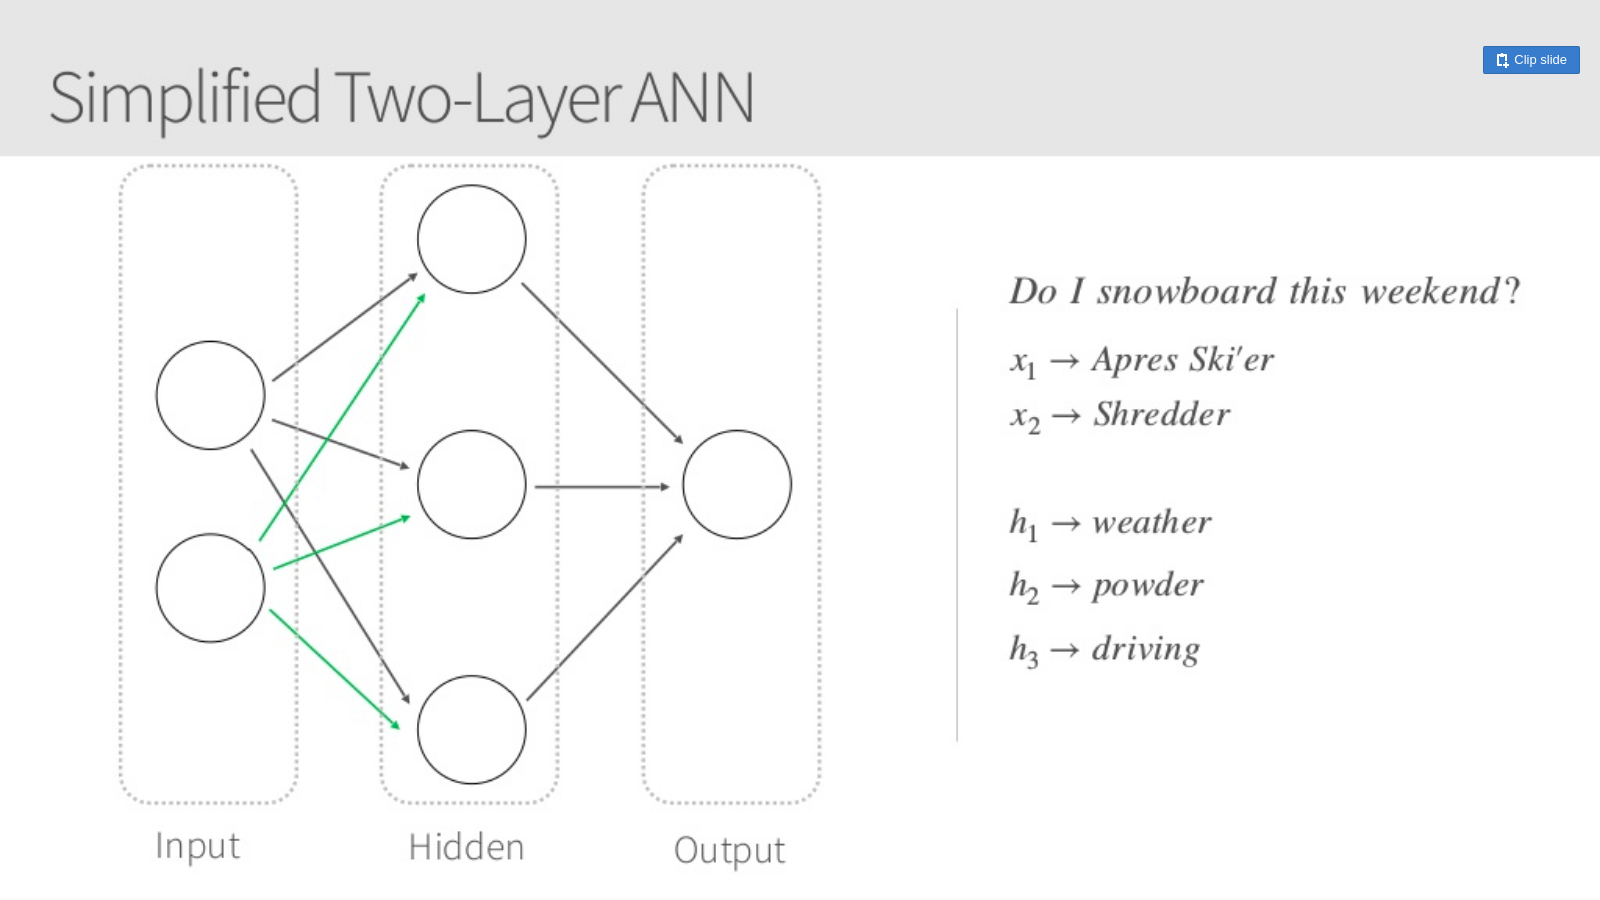 Simplified Two-Layer ANN
Clip slide
Do I snowboard this weekend?
x₁ → Apres Ski′er
x₂ → Shredder
h₁ → weather
h₂ → powder
h₃ → driving
Input
Hidden
Output